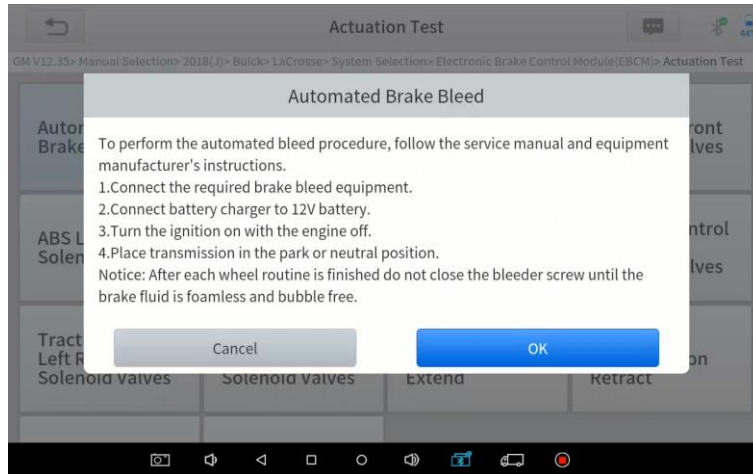 Actuation Test
GM V12.35> Manual Selection> 2018(J)> Buick> LaCrosse> System Selection> Electronic Brake Control Module(EBCM)> Actuation Test
Automated Brake Bleed
To perform the automated bleed procedure, follow the service manual and equipment
manufacturer's instructions.
1.Connect the required brake bleed equipment.
2.Connect battery charger to 12V battery.
3.Turn the ignition on with the engine off.
4.Place transmission in the park or neutral position.
Notice: After each wheel routine is finished do not close the bleeder screw until the
brake fluid is foamless and bubble free.
Cancel
OK
Autor
Brake
ront
lves
ABS L
Solen
ntrol
lves
Tract
Left R
Solenoid Valves
Solenoid Valves
Extend
on
Retract